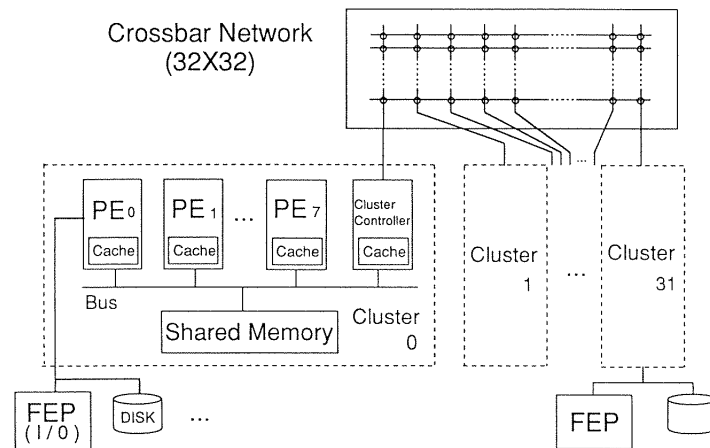 Crossbar Network
(32X32)
...
PE0
PE1
...
PE7
Cluster
Controller
Cache
Cache
Cache
Cache
Cluster
1
...
Cluster
31
Bus
Shared Memory
Cluster
0
FEP
(I/O)
DISK
...
FEP